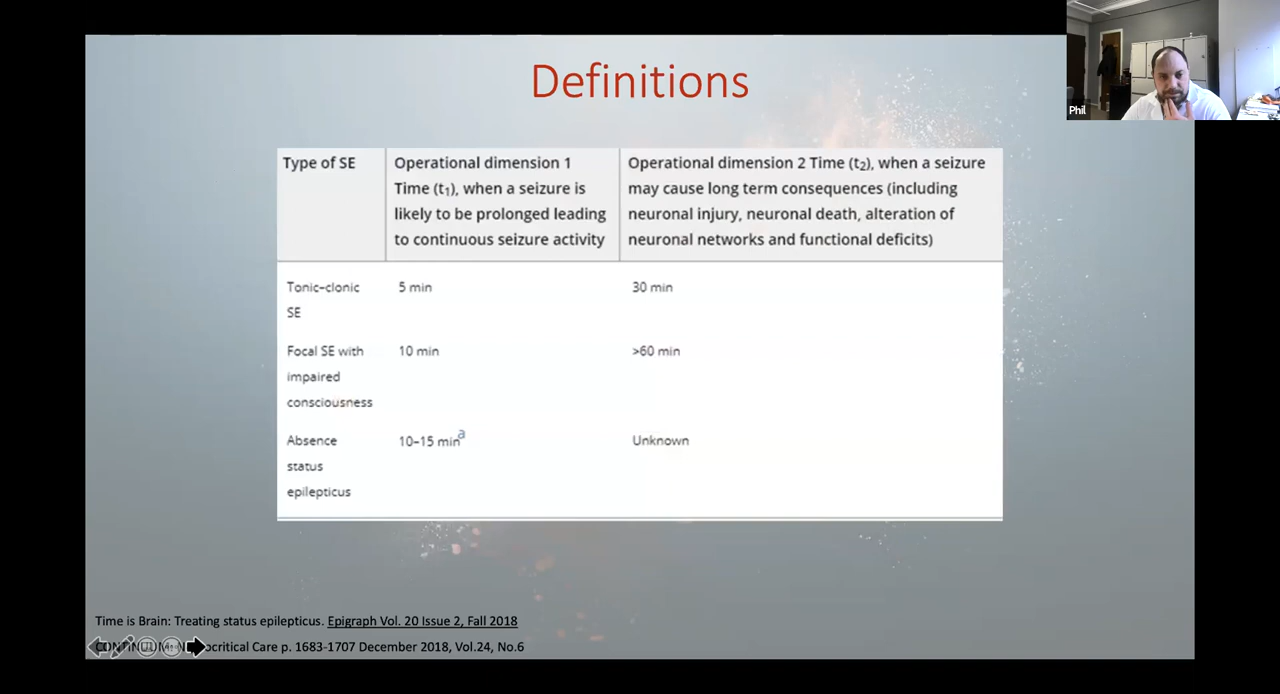 Definitions
Phil
Type of SE
Operational dimension 1
Time (t₁), when a seizure is
likely to be prolonged leading
to continuous seizure activity
Operational dimension 2 Time (t₂), when a seizure
may cause long term consequences (including
neuronal injury, neuronal death, alteration of
neuronal networks and functional deficits)
Tonic–clonic
SE
5 min
30 min
Focal SE with
impaired
consciousness
10 min
>60 min
Absence
status
epilepticus
10–15 minᵃ
Unknown
Time is Brain: Treating status epilepticus. Epigraph Vol. 20 Issue 2, Fall 2018
CONTINUUM ocritical Care p. 1683-1707 December 2018, Vol.24, No.6